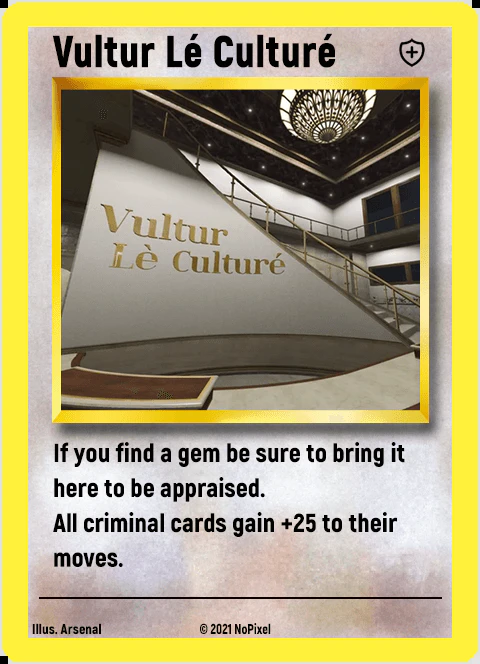 Vultur Lé Culturé
Vultur
Lè Culturé
If you find a gem be sure to bring it
here to be appraised.
All criminal cards gain +25 to their
moves.
Illus. Arsenal © 2021 NoPixel